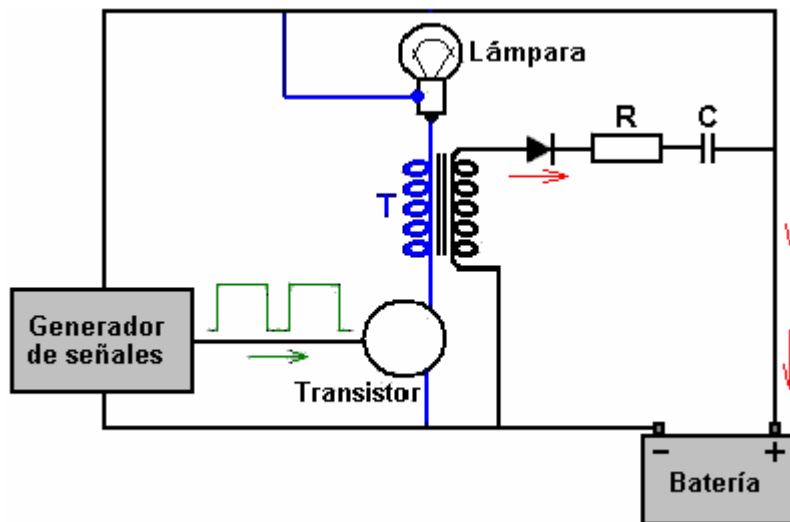 Lámpara
R
C
T
Generador
de señales
Transistor
- +
Batería